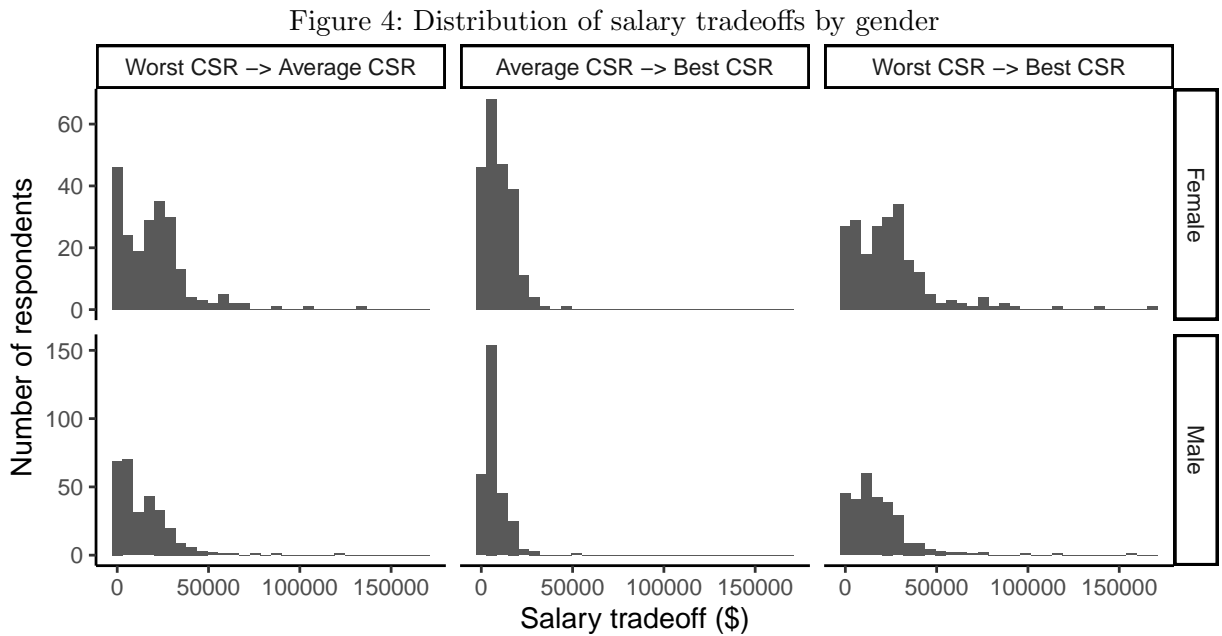 Figure 4: Distribution of salary tradeoffs by gender
Worst CSR −> Average CSR
Average CSR −> Best CSR
Worst CSR −> Best CSR
60
40
20
0
Female
150
100
50
0
Male
Number of respondents
0 50000 100000 150000
0 50000 100000 150000
0 50000 100000 150000
Salary tradeoff ($)